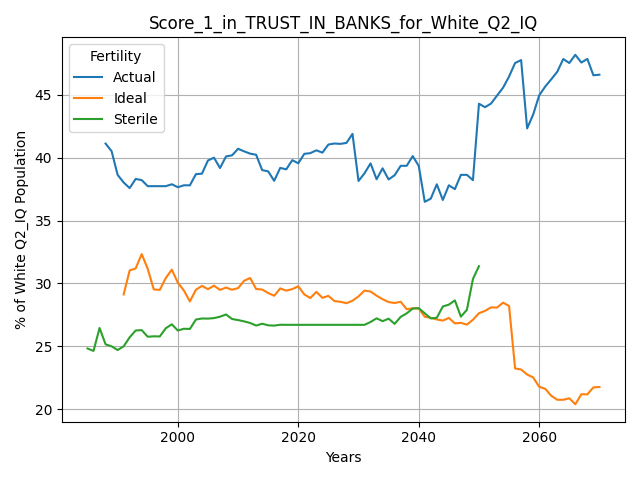 Score_1_in_TRUST_IN_BANKS_for_White_Q2_IQ
Fertility
Actual
Ideal
Sterile
% of White Q2_IQ Population
45
40
35
30
25
20
2000
2020
2040
2060
Years